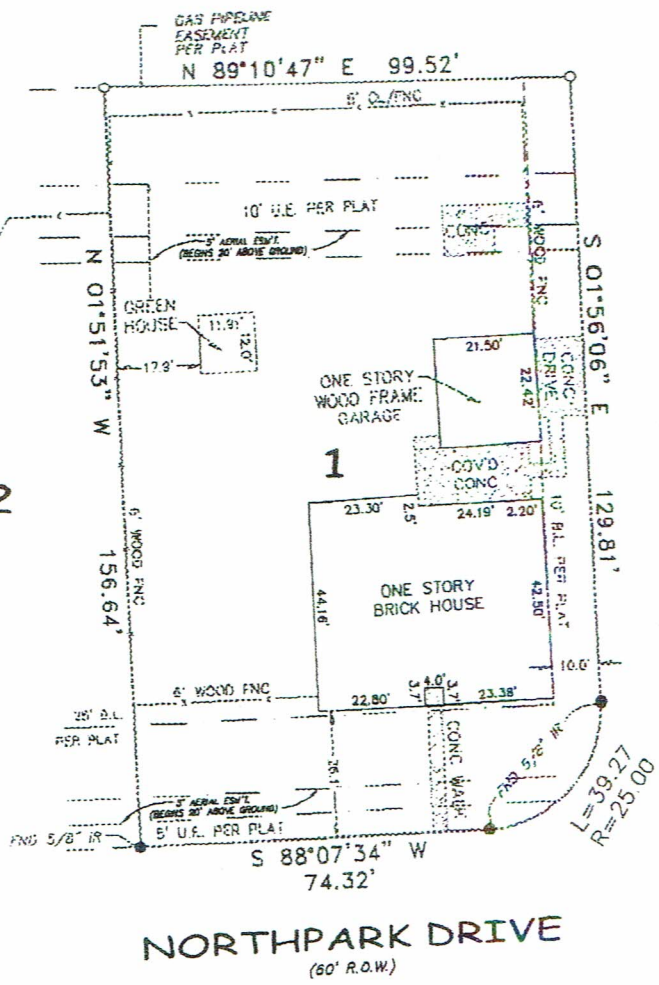 GAS PIPELINE
EASEMENT
PER PLAT
N 89°10'47" E 99.52'
6' CL/FNC
10' U.E. PER PLAT
5' AERIAL ESM'T.
(BEGINS 20' ABOVE GROUND)
CONC
6' WOOD FNC
S 01°56'06" E
129.81'
N 01°51'53" W
156.64'
GREEN
HOUSE
11.91'
12.0'
17.9'
21.50'
22.42'
CONC
DRIVE
ONE STORY
WOOD FRAME
GARAGE
1
2
COV'D
CONC
23.30'
2.5'
24.19'
2.20'
10' B.L. PER PLAT
6' WOOD FNC
44.16'
ONE STORY
BRICK HOUSE
42.50'
10.0'
6' WOOD FNC
22.80'
3.7'
4.0'
3.7'
23.38'
25' B.L.
PER PLAT
26.1
CONC WALK
FND 5/8" IR
L=39.27
R=25.00
5' AERIAL ESM'T.
(BEGINS 20' ABOVE GROUND)
FND 5/8" IR
5' U.E. PER PLAT
S 88°07'34" W
74.32'
NORTHPARK DRIVE
(60' R.O.W.)